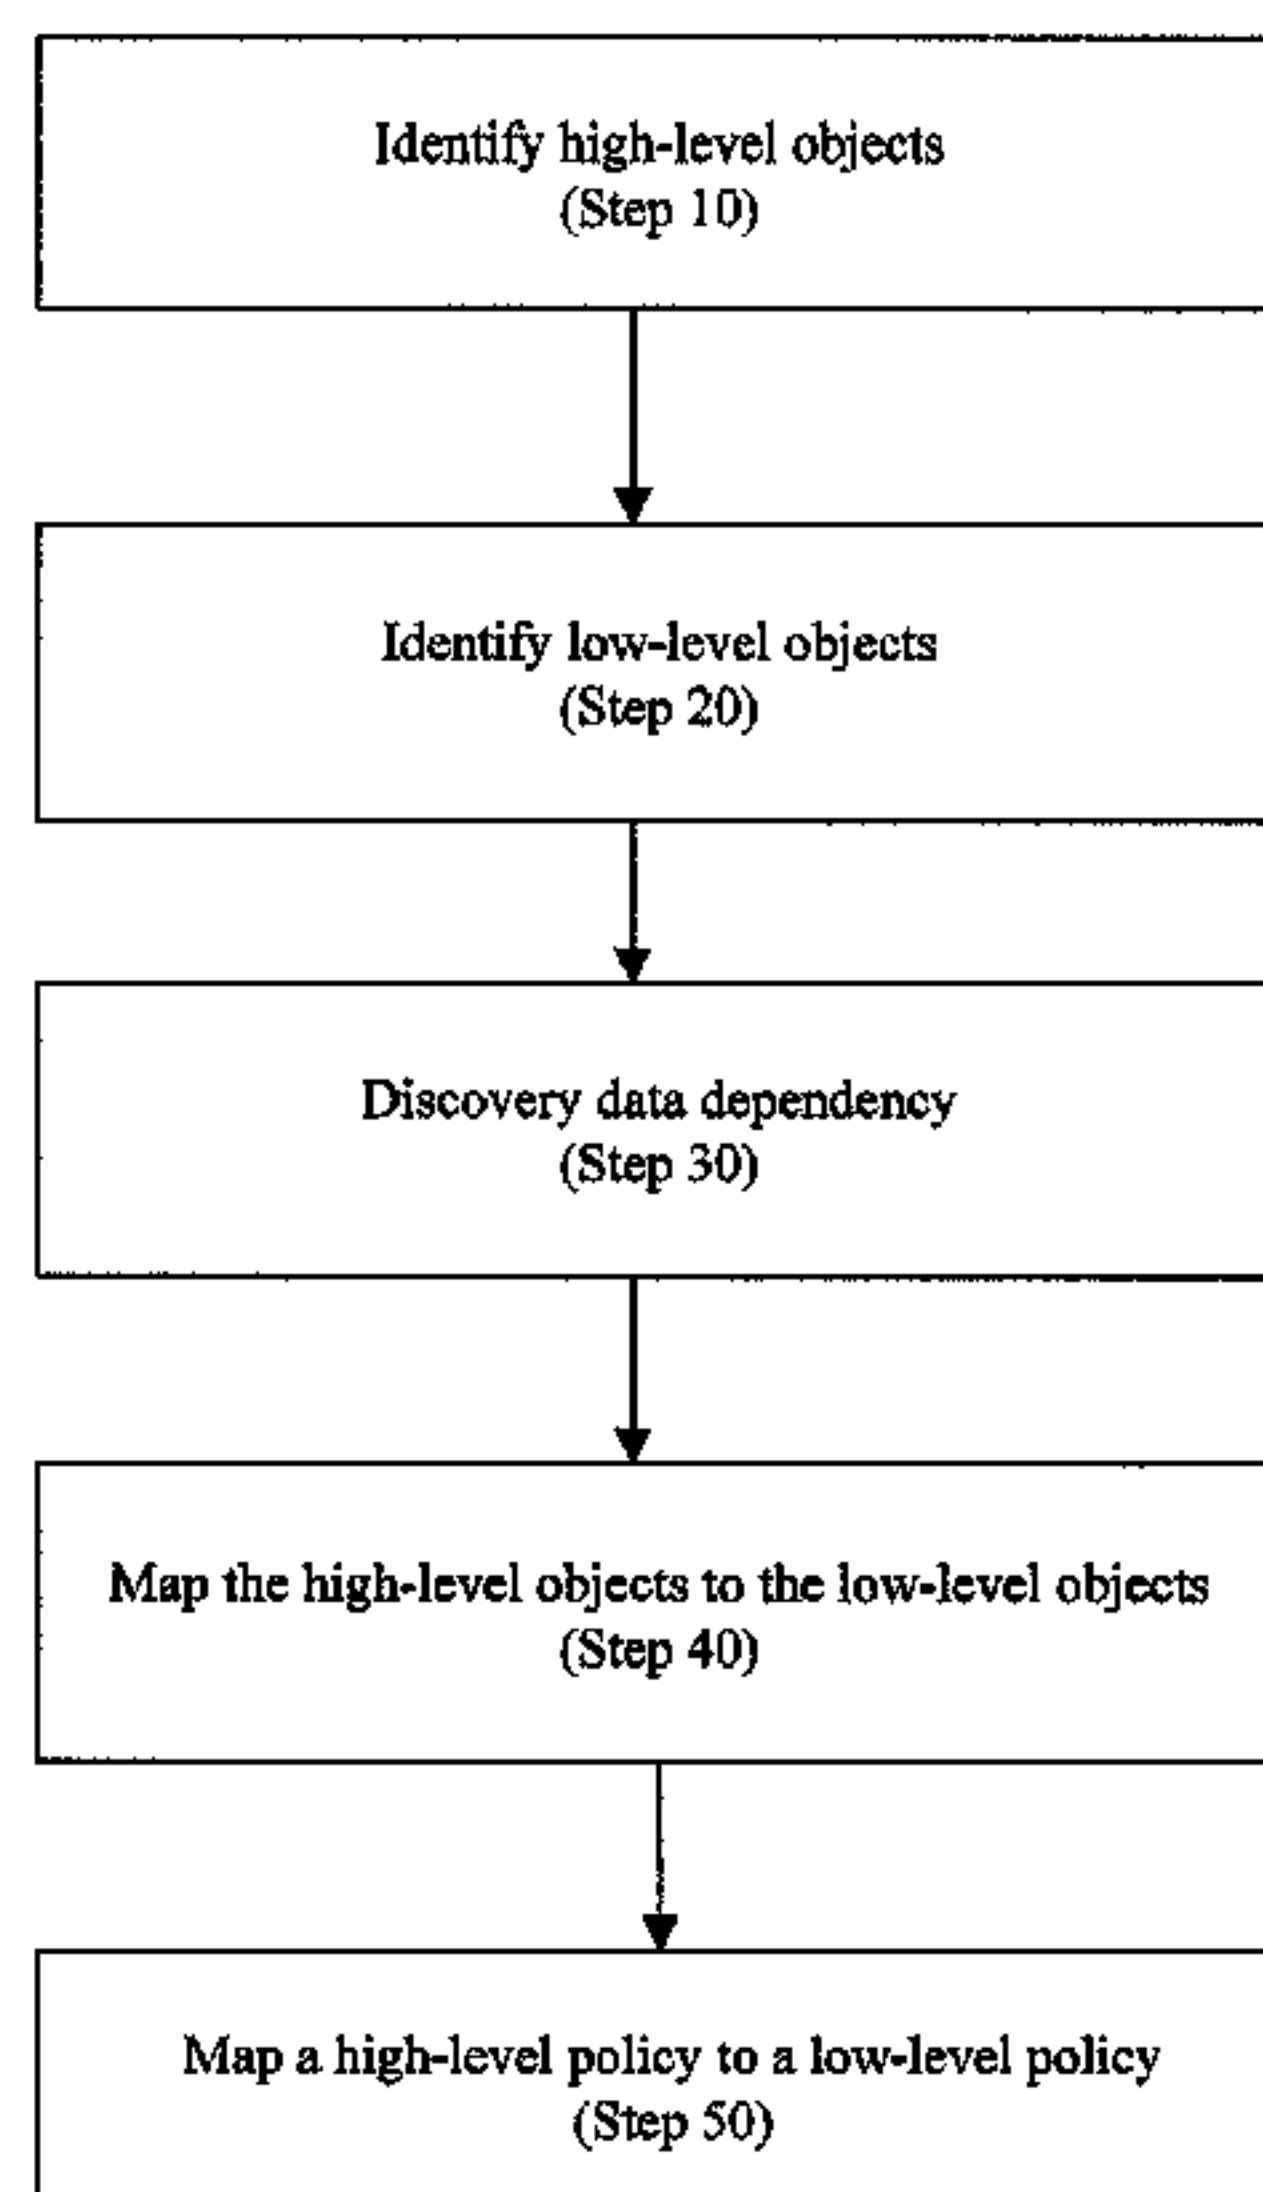 Identify high-level objects
(Step 10)
Identify low-level objects
(Step 20)
Discovery data dependency
(Step 30)
Map the high-level objects to the low-level objects
(Step 40)
Map a high-level policy to a low-level policy
(Step 50)